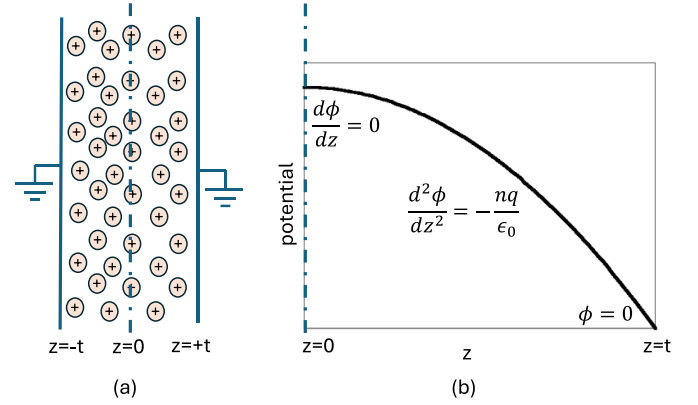 z=-t z=0 z=+t
(a)
potential
dϕ/dz = 0
d²ϕ/dz² = −nq/ϵ₀
ϕ = 0
z=0 z z=t
(b)